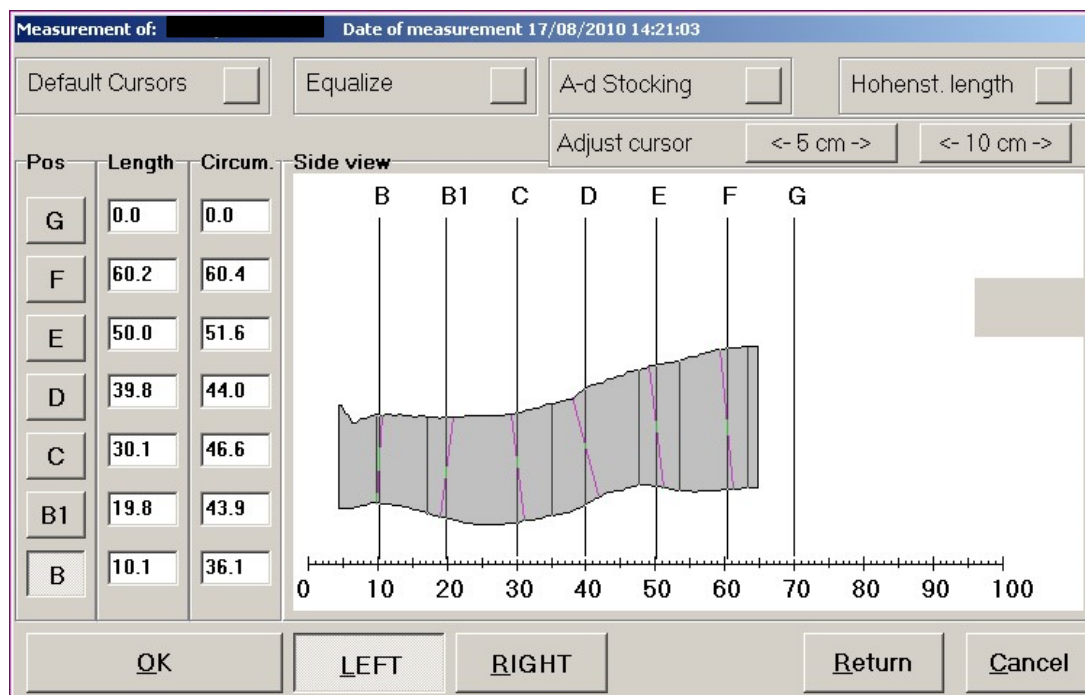 Measurement of: Date of measurement 17/08/2010 14:21:03
Default Cursors Equalize A-d Stocking Hohenst. length
Adjust cursor <- 5 cm -> <- 10 cm ->
Pos Length Circum. Side view
B B1 C D E F G
G 0.0 0.0
F 60.2 60.4
E 50.0 51.6
D 39.8 44.0
C 30.1 46.6
B1 19.8 43.9
B 10.1 36.1
0 10 20 30 40 50 60 70 80 90 100
OK LEFT RIGHT Return Cancel